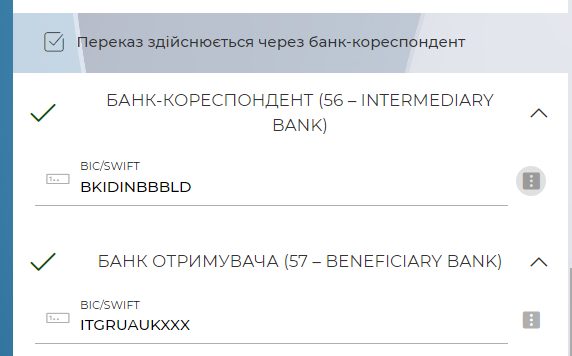 Переказ здійснюється через банк-кореспондент
БАНК-КОРЕСПОНДЕНТ (56 – INTERMEDIARY
BANK)
BIC/SWIFT
BKIDINBBBLD
БАНК ОТРИМУВАЧА (57 – BENEFICIARY BANK)
BIC/SWIFT
ITGRUAUKXXX